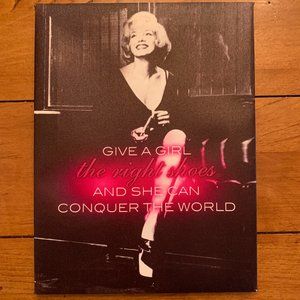 GIVE A GIRL
the right shoes
AND SHE CAN
CONQUER THE WORLD